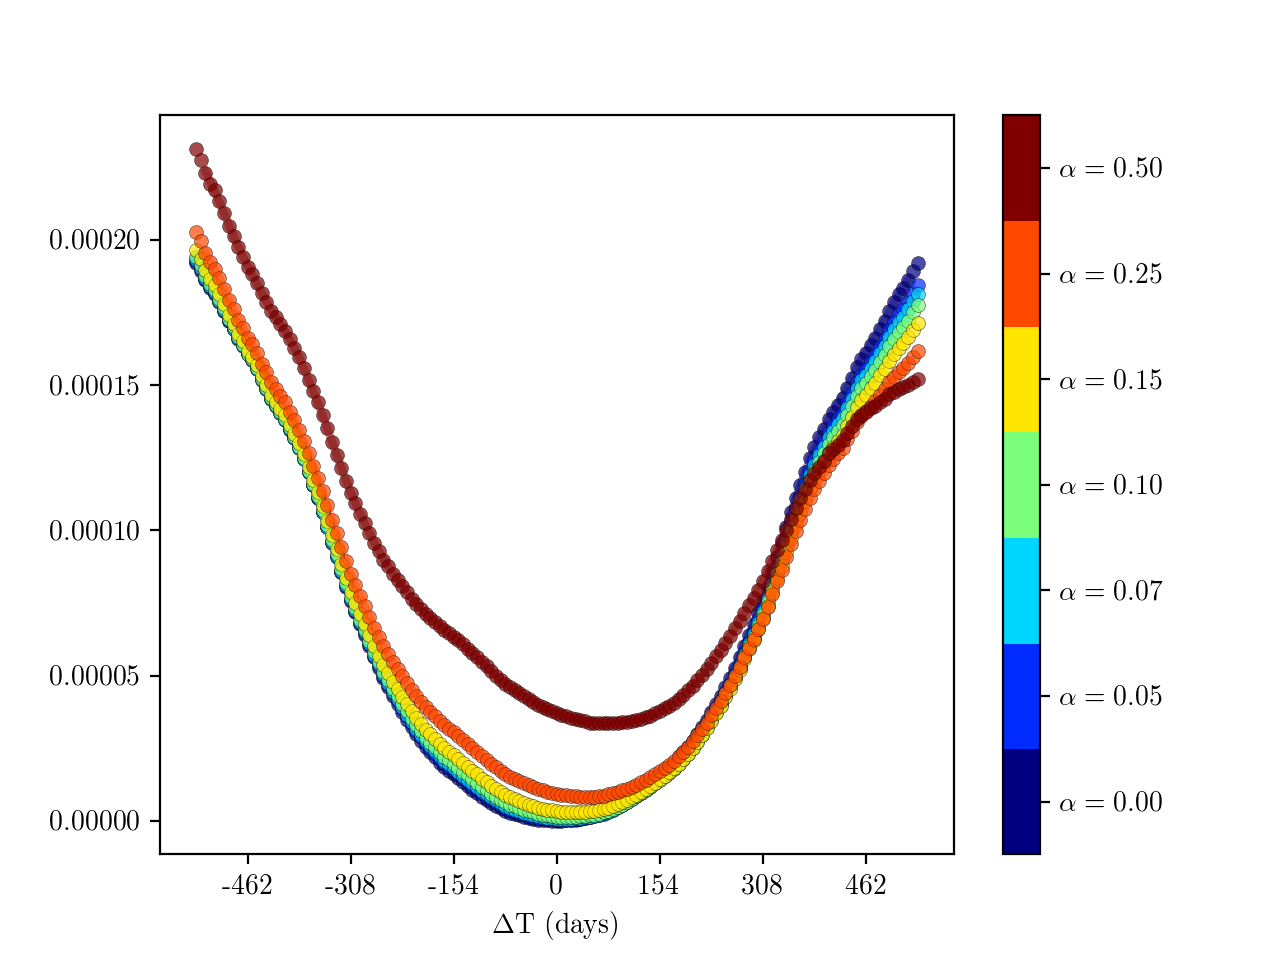 0.00020
0.00015
0.00010
0.00005
0.00000
-462 -308 -154 0 154 308 462
ΔT (days)
α = 0.50
α = 0.25
α = 0.15
α = 0.10
α = 0.07
α = 0.05
α = 0.00